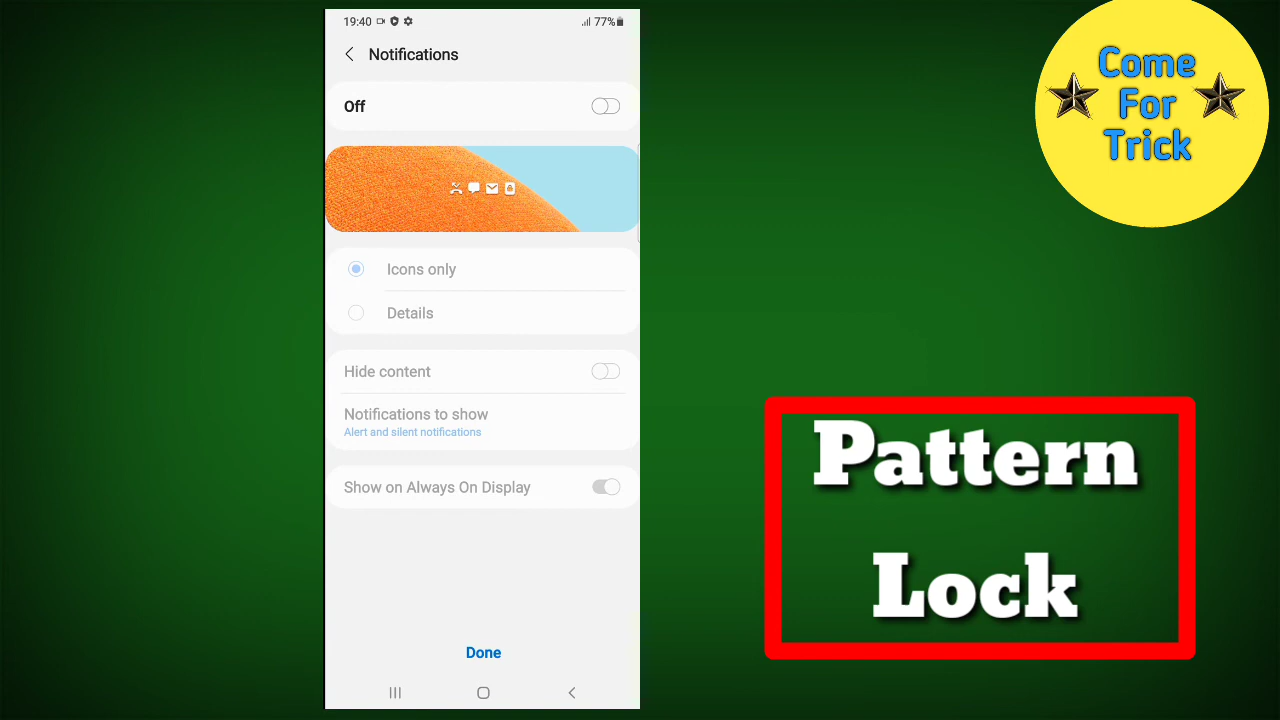 19:40
77%
Notifications
Off
Icons only
Details
Hide content
Notifications to show
Alert and silent notifications
Show on Always On Display
Done
Come
For
Trick
Pattern
Lock